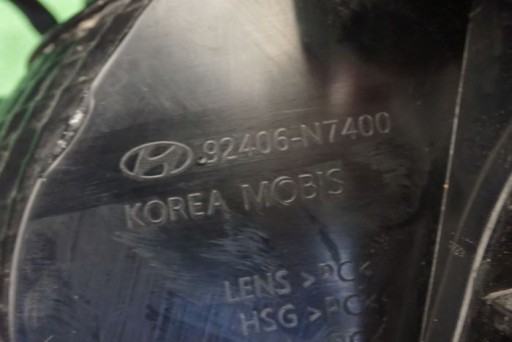 92406-N7400
KOREA MOBIS
LENS >PC<
HSG >PC<